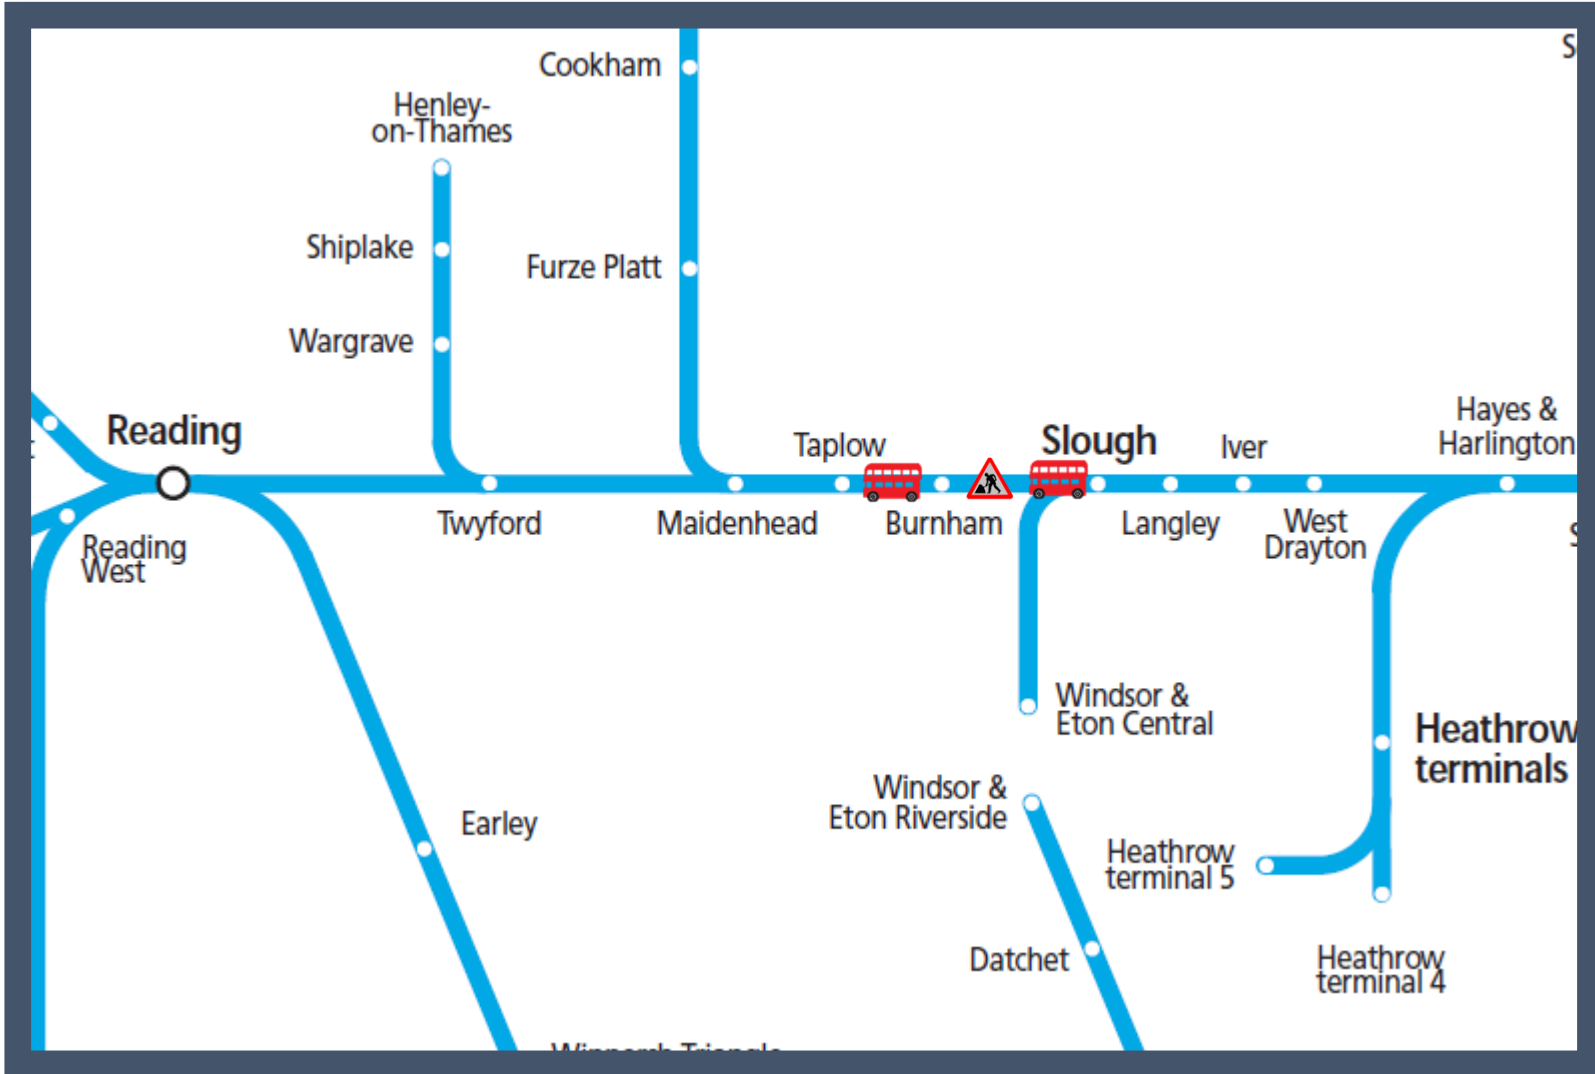 Cookham
Henley-
on-Thames
Shiplake
Furze Platt
Wargrave
Reading
Hayes &
Harlington
Taplow
Slough
Iver
Twyford
Maidenhead
Burnham
Langley
West
Drayton
Reading
West
Windsor &
Eton Central
Heathrow
terminals
Windsor &
Eton Riverside
Earley
Heathrow
terminal 5
Datchet
Heathrow
terminal 4